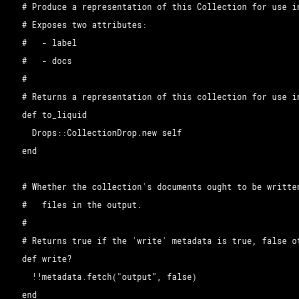 # Produce a representation of this Collection for use
# Exposes two attributes:
#   - label
#   - docs
#
# Returns a representation of this collection for use
def to_liquid
  Drops::CollectionDrop.new self
end
# Whether the collection's documents ought to be written
#   files in the output.
#
# Returns true if the 'write' metadata is true, false
def write?
  !!metadata.fetch("output", false)
end